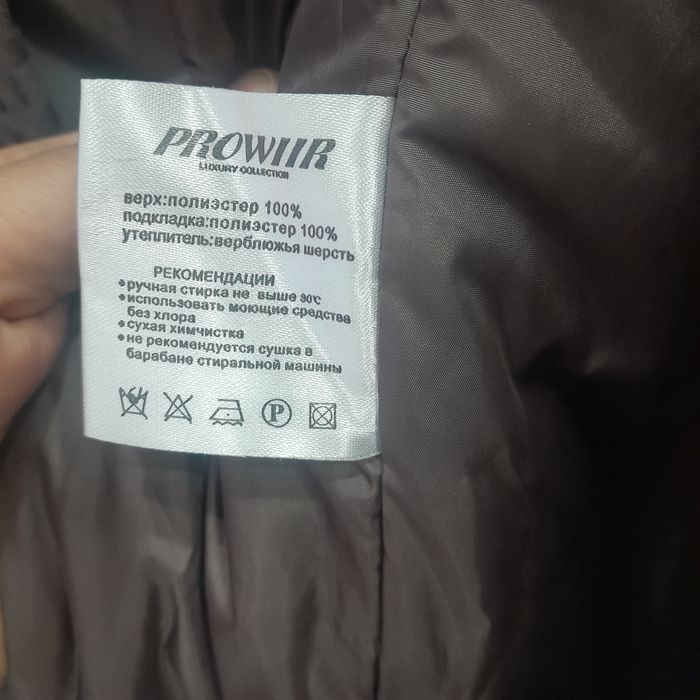 PROWIIR
LUXURY COLLECTION
верх:полиэстер 100%
подкладка:полиэстер 100%
утеплитель:верблюжья шерсть
РЕКОМЕНДАЦИИ
•ручная стирка не выше 30℃
•использовать моющие средства
без хлора
•сухая химчистка
•не рекомендуется сушка в
барабане стиральной машины
P